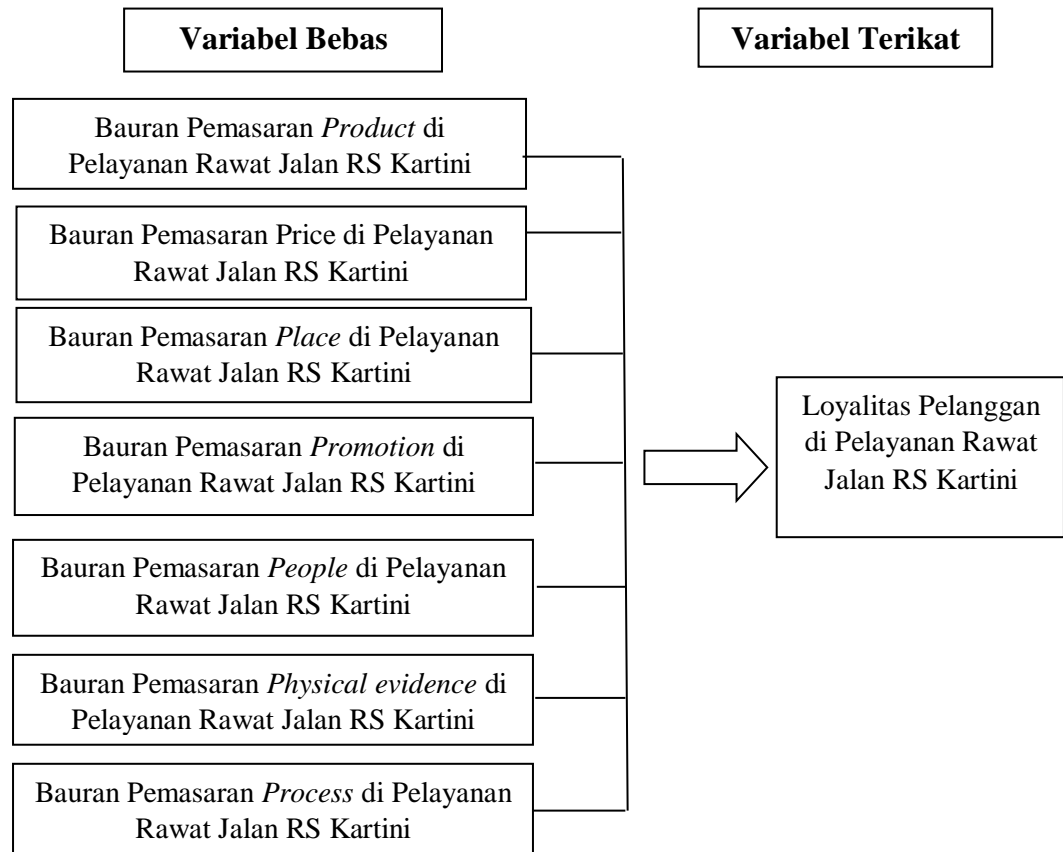 Variabel Bebas
Variabel Terikat
Bauran Pemasaran Product di
Pelayanan Rawat Jalan RS Kartini
Bauran Pemasaran Price di Pelayanan
Rawat Jalan RS Kartini
Bauran Pemasaran Place di Pelayanan
Rawat Jalan RS Kartini
Bauran Pemasaran Promotion di
Pelayanan Rawat Jalan RS Kartini
Bauran Pemasaran People di Pelayanan
Rawat Jalan RS Kartini
Bauran Pemasaran Physical evidence di
Pelayanan Rawat Jalan RS Kartini
Bauran Pemasaran Process di Pelayanan
Rawat Jalan RS Kartini
Loyalitas Pelanggan
di Pelayanan Rawat
Jalan RS Kartini